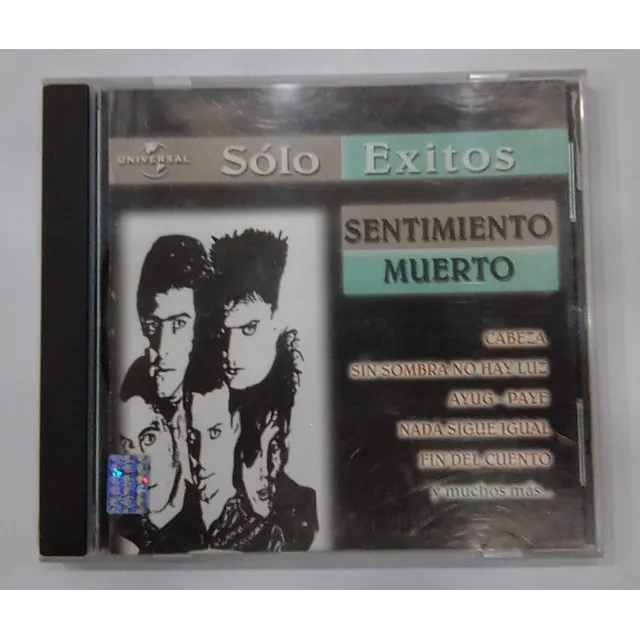 UNIVERSAL
Sólo Exitos
SENTIMIENTO
MUERTO
CABEZA
SIN SOMBRA NO HAY LUZ
AYUG - PAYE
NADA SIGUE IGUAL
FIN DEL CUENTO
y muchos más...